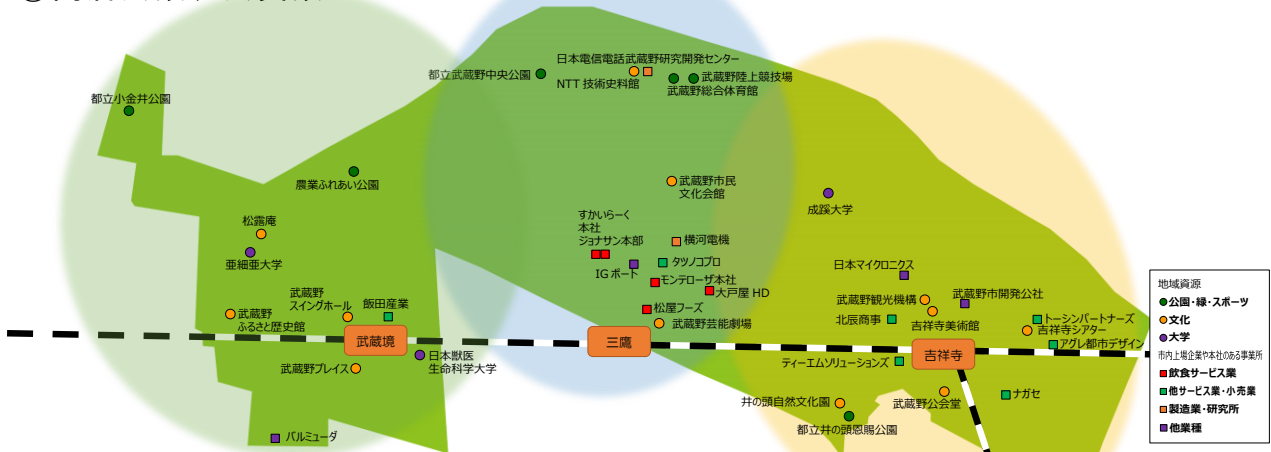 都立小金井公園
農業ふれあい公園
松露庵
亜細亜大学
武蔵野
ふるさと歴史館
武蔵野
スイングホール
飯田産業
武蔵境
日本獣医
生命科学大学
武蔵野プレイス
バルミューダ
都立武蔵野中央公園
日本電信電話武蔵野研究開発センター
NTT 技術史料館
武蔵野陸上競技場
武蔵野総合体育館
武蔵野市民
文化会館
すかいらーく
本社
ジョナサン本部
横河電機
IG ポート
タツノコプロ
モンテローザ本社
大戸屋 HD
松屋フーズ
武蔵野芸能劇場
三鷹
成蹊大学
日本マイクロニクス
武蔵野観光機構
武蔵野市開発公社
北辰商事
吉祥寺美術館
トーシンパートナーズ
吉祥寺シアター
アグレ都市デザイン
吉祥寺
ティーエムソリューションズ
井の頭自然文化園
武蔵野公会堂
ナガセ
都立井の頭恩賜公園
地域資源
公園・緑・スポーツ
文化
大学
市内上場企業や本社のある事業所
飲食サービス業
他サービス業・小売業
製造業・研究所
他業種